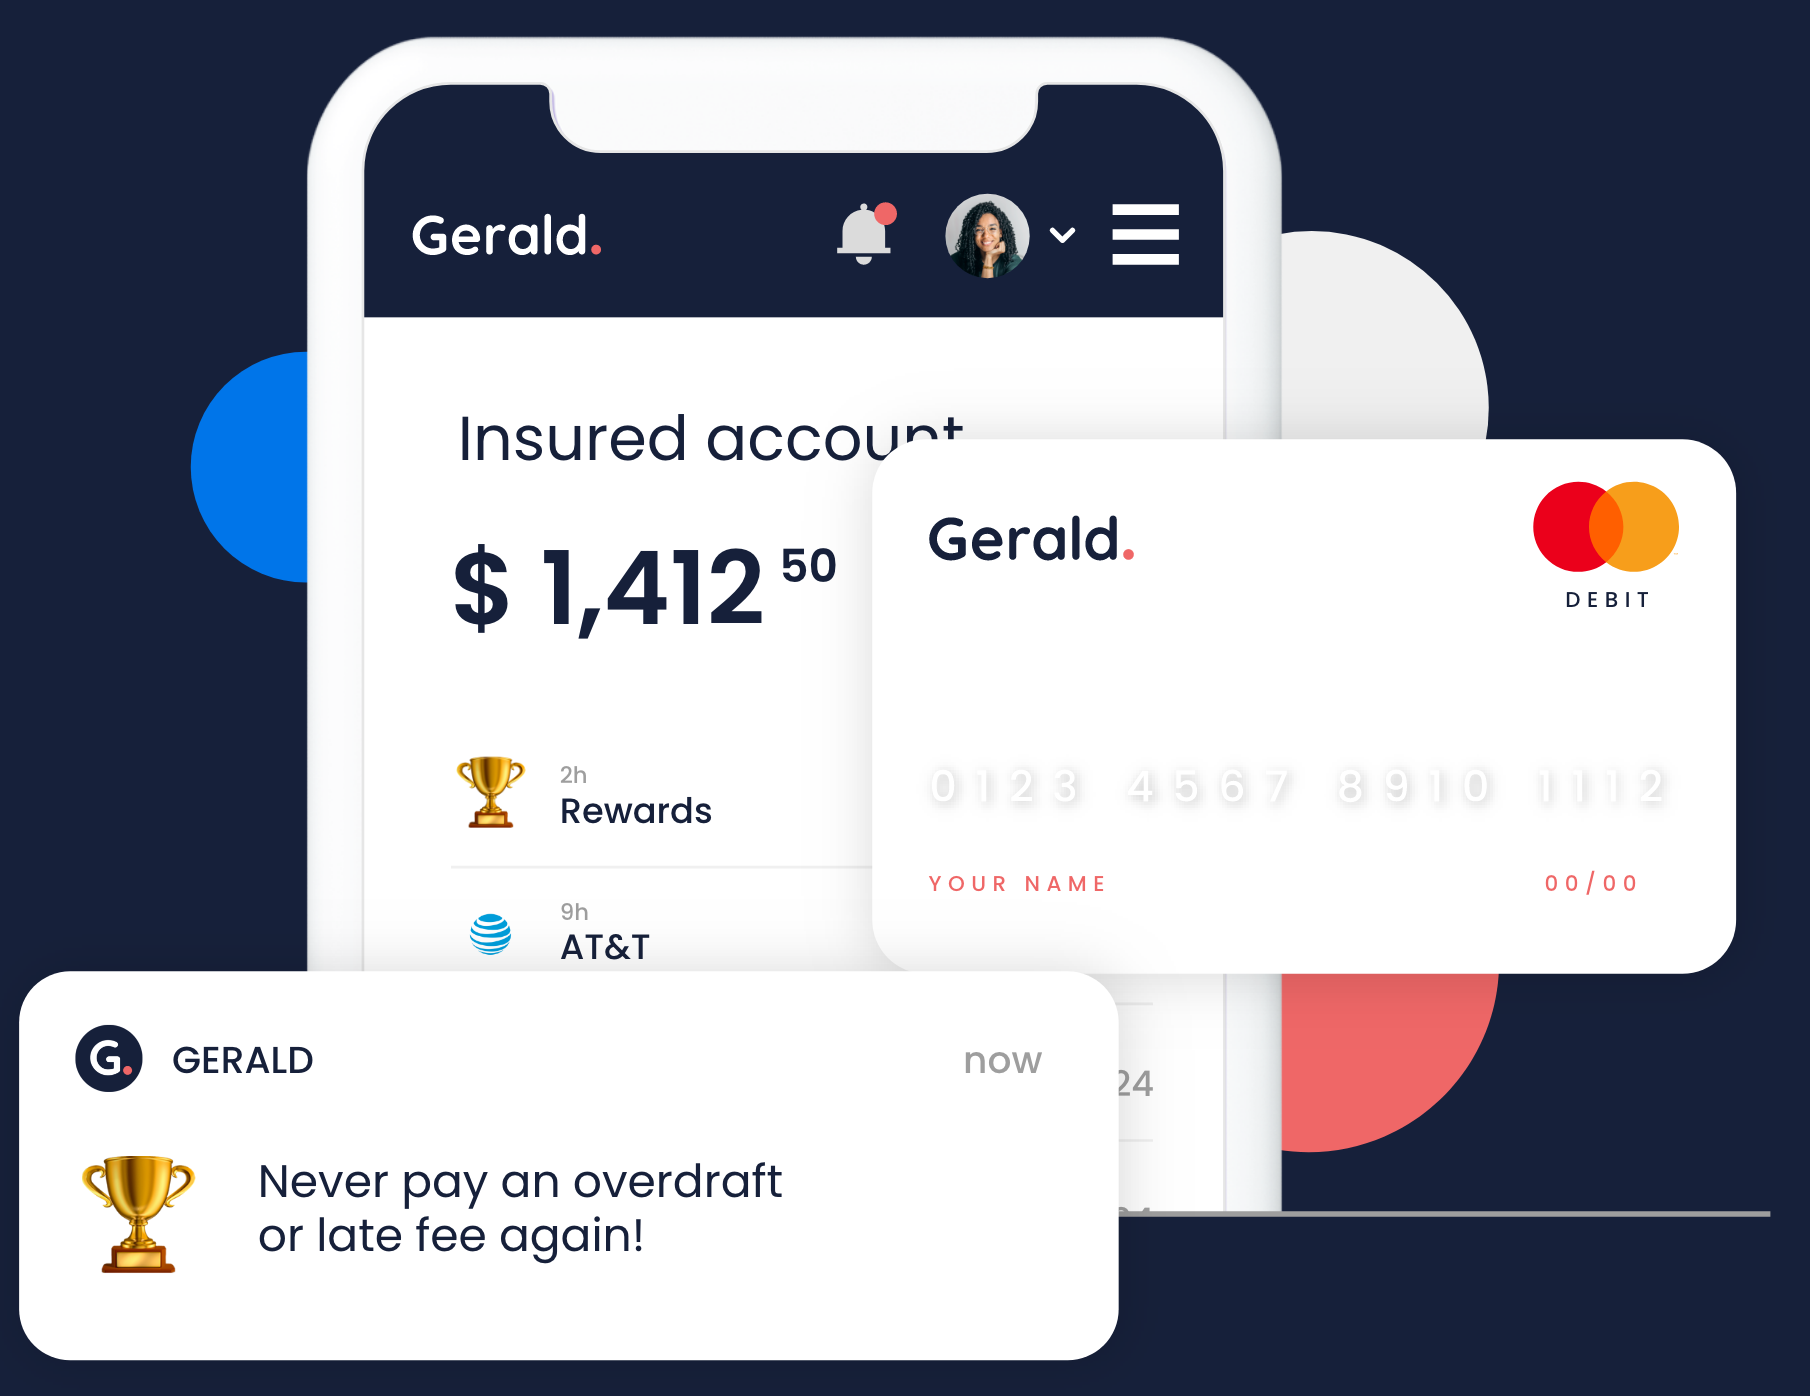 Gerald.
Insured account
$ 1,412 50
Gerald.
DEBIT
2h
Rewards
0123 4567 8910 1112
YOUR NAME
00/00
9h
AT&T
G.
GERALD
now
24
Never pay an overdraft
or late fee again!